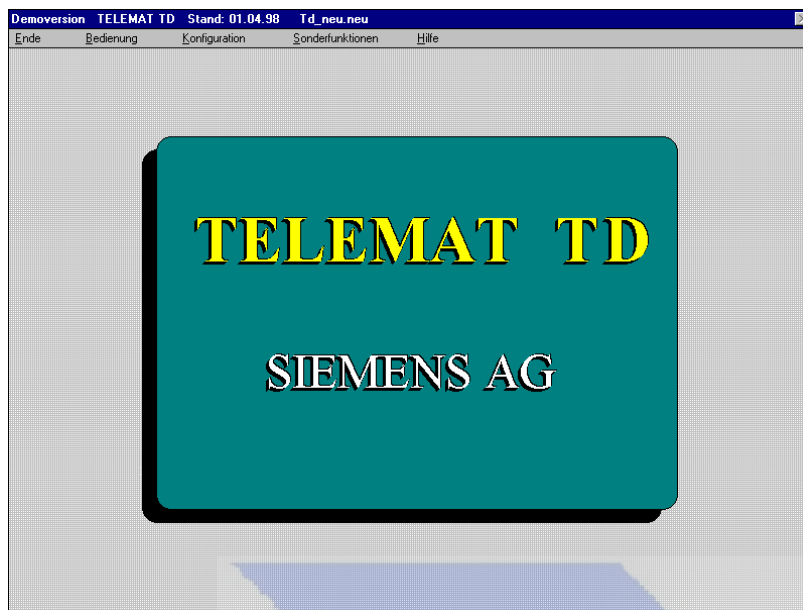 Demoversion TELEMAT TD Stand: 01.04.98 Td_neu.neu
Ende Bedienung Konfiguration Sonderfunktionen Hilfe
TELEMAT TD
SIEMENS AG